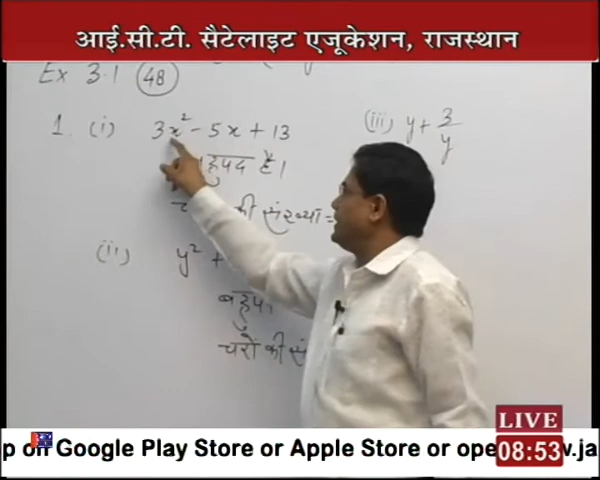 आई.सी.टी. सैटेलाइट एजूकेशन, राजस्थान
Ex 3.1 (48)
1. (i) 3x² - 5x + 13
बहुपद है।
की संख्या =
(ii) y² +
चरों की
(iii) y + 3/y
LIVE
08:53
on Google Play Store or Apple Store or